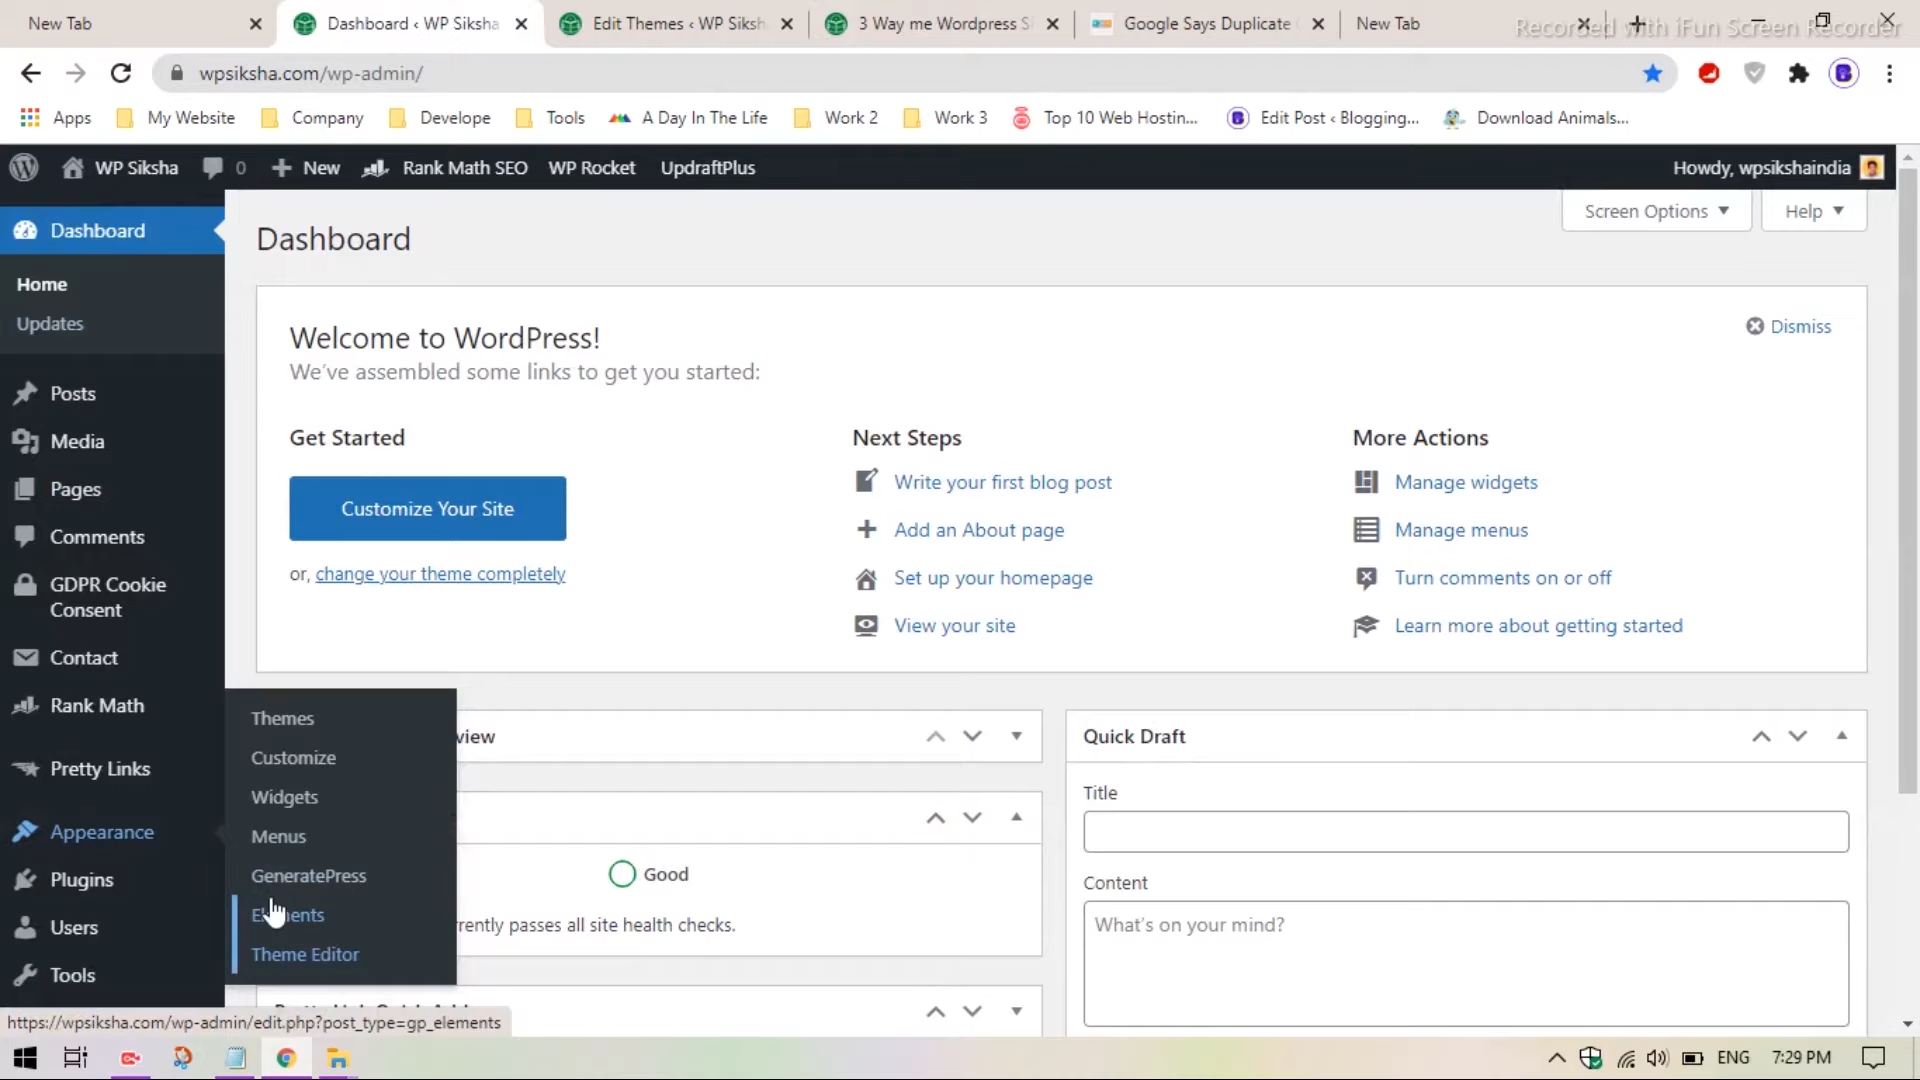 New Tab
Dashboard ‹ WP Siksha
Edit Themes ‹ WP Siksh
3 Way me Wordpress S
Google Says Duplicate
New Tab
Recorded with iFun Screen Recorder
wpsiksha.com/wp-admin/
Apps
My Website
Company
Develope
Tools
A Day In The Life
Work 2
Work 3
Top 10 Web Hostin...
Edit Post ‹ Blogging...
Download Animals...
WP Siksha
0
New
Rank Math SEO
WP Rocket
UpdraftPlus
Howdy, wpsikshaindia
Dashboard
Home
Updates
Posts
Media
Pages
Comments
GDPR Cookie
Consent
Contact
Rank Math
Pretty Links
Appearance
Plugins
Users
Tools
Themes
Customize
Widgets
Menus
GeneratePress
Elements
Theme Editor
Screen Options
Help
Dashboard
Welcome to WordPress!
We've assembled some links to get you started:
Dismiss
Get Started
Customize Your Site
or, change your theme completely
Next Steps
Write your first blog post
Add an About page
Set up your homepage
View your site
More Actions
Manage widgets
Manage menus
Turn comments on or off
Learn more about getting started
view
Good
rently passes all site health checks.
Quick Draft
Title
Content
What's on your mind?
https://wpsiksha.com/wp-admin/edit.php?post_type=gp_elements
ENG
7:29 PM